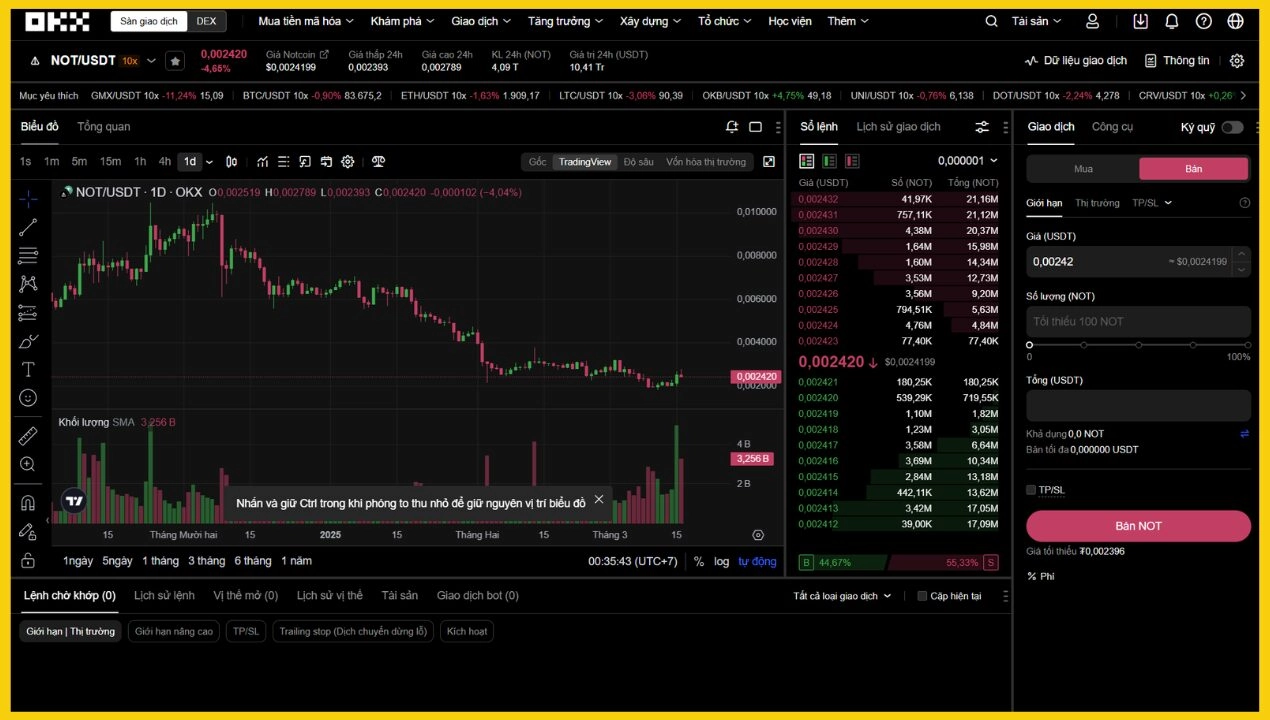 OKX Sàn giao dịch DEX Mua tiền mã hóa Khám phá Giao dịch Tăng trưởng Xây dựng Tổ chức Học viện Thêm Tài sản
NOT/USDT 10x 0,002420 -4,65%
Giá Notcoin $0,0024199
Giá thấp 24h 0,002393
Giá cao 24h 0,002789
KL 24h (NOT) 4,09 T
Giá trị 24h (USDT) 10,41 Tr
Dữ liệu giao dịch Thông tin
Mục yêu thích GMX/USDT 10x -11,24% 15,09 BTC/USDT 10x -0,90% 83.675,2 ETH/USDT 10x -1,63% 1.909,17 LTC/USDT 10x -3,06% 90,39 OKB/USDT 10x +4,75% 49,18 UNI/USDT 10x -0,76% 6,138 DOT/USDT 10x -2,24% 4,278 CRV/USDT 10x +0,26
Biểu đồ Tổng quan
1s 1m 5m 15m 1h 4h 1d Gốc TradingView Độ sâu Vốn hóa thị trường
NOT/USDT · 1D · OKX O0,002519 H0,002789 L0,002393 C0,002420 -0,000102 (−4,04%)
0,010000
0,008000
0,006000
0,004000
0,002420
0,002000
Khối lượng SMA 3,256 B
4 B
3,256 B
2 B
Nhấn và giữ Ctrl trong khi phóng to thu nhỏ để giữ nguyên vị trí biểu đồ
15 Tháng Mười hai 15 2025 15 Tháng Hai 15 Tháng 3 15
1ngày 5ngày 1 tháng 3 tháng 6 tháng 1 năm 00:35:43 (UTC+7) % log tự động
Sổ lệnh Lịch sử giao dịch
0,000001
Giá (USDT) Số (NOT) Tổng (NOT)
0,002432 41,97K 21,16M
0,002431 757,11K 21,12M
0,002430 4,38M 20,37M
0,002429 1,64M 15,98M
0,002428 1,60M 14,34M
0,002427 3,53M 12,73M
0,002426 3,56M 9,20M
0,002425 794,51K 5,63M
0,002424 4,76M 4,84M
0,002423 77,40K 77,40K
0,002420 $0,0024199
0,002421 180,25K 180,25K
0,002420 539,29K 719,55K
0,002419 1,10M 1,82M
0,002418 1,23M 3,05M
0,002417 3,58M 6,64M
0,002416 3,69M 10,34M
0,002415 2,84M 13,18M
0,002414 442,11K 13,62M
0,002413 3,42M 17,05M
0,002412 39,00K 17,09M
B 44,67% 55,33% S
Giao dịch Công cụ Ký quỹ
Mua Bán
Giới hạn Thị trường TP/SL
Giá (USDT)
0,00242 ≈ $0,0024199
Số lượng (NOT)
Tối thiểu 100 NOT
0 100%
Tổng (USDT)
Khả dụng 0,0 NOT
Bán tối đa 0,000000 USDT
TP/SL
Bán NOT
Giá tối thiểu ₮0,002396
% Phí
Lệnh chờ khớp (0) Lịch sử lệnh Vị thế mở (0) Lịch sử vị thế Tài sản Giao dịch bot (0) Tất cả loại giao dịch Cặp hiện tại
Giới hạn | Thị trường Giới hạn nâng cao TP/SL Trailing stop (Dịch chuyển dừng lỗ) Kích hoạt